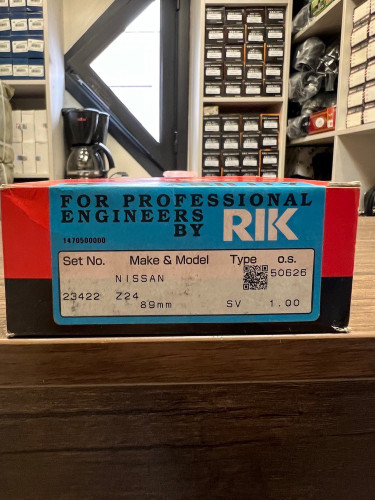 FOR PROFESSIONAL
ENGINEERS
BY RIK
1470500000
Set No. Make & Model Type o.s.
NISSAN 50626
23422 Z24
89mm SV 1.00